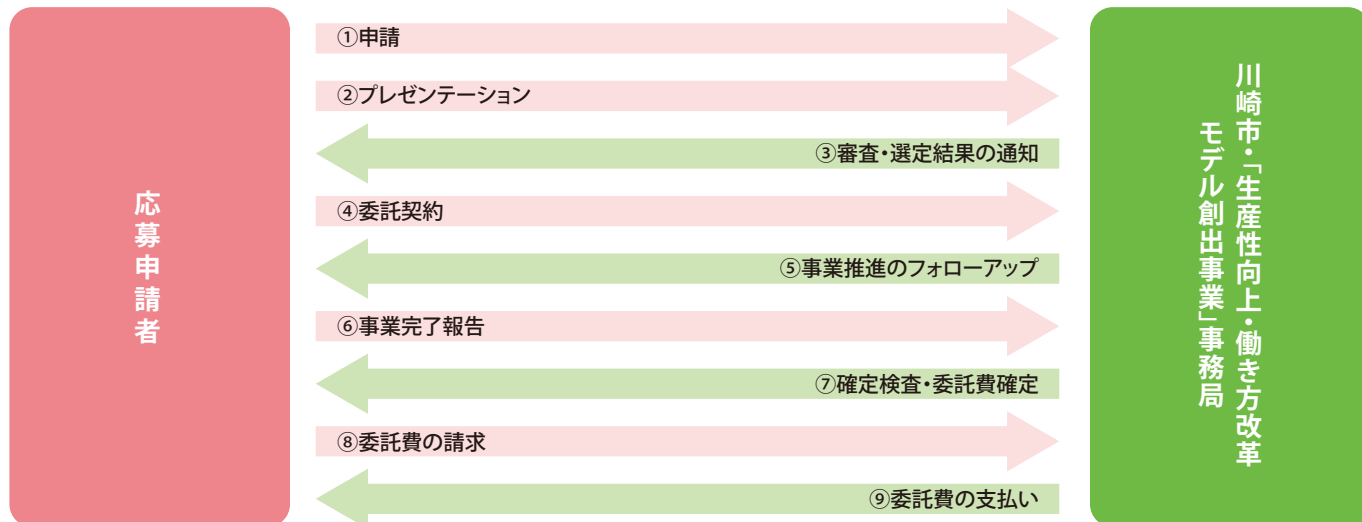 応募申請者
①申請
②プレゼンテーション
③審査・選定結果の通知
④委託契約
⑤事業推進のフォローアップ
⑥事業完了報告
⑦確定検査・委託費確定
⑧委託費の請求
⑨委託費の支払い
川崎市・「生産性向上・働き方改革
モデル創出事業」事務局